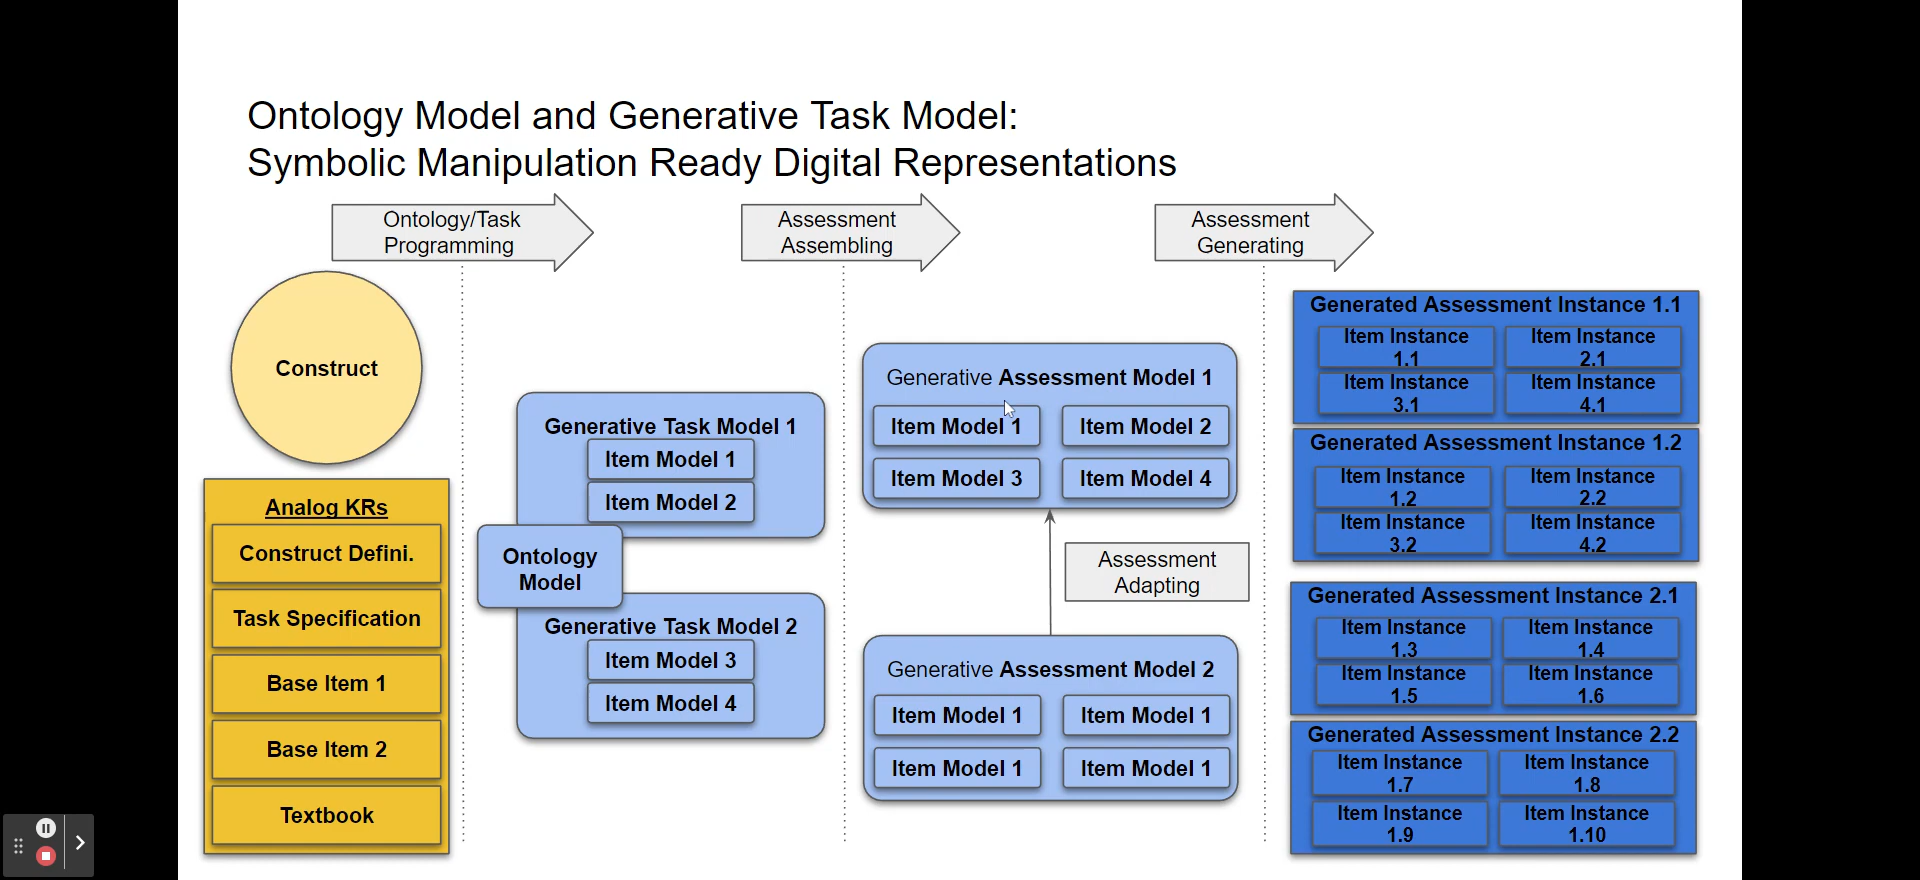 Ontology Model and Generative Task Model:
Symbolic Manipulation Ready Digital Representations
Ontology/Task
Programming
Assessment
Assembling
Assessment
Generating
Construct
Analog KRs
Construct Defini.
Task Specification
Base Item 1
Base Item 2
Textbook
Generative Task Model 1
Item Model 1
Item Model 2
Ontology
Model
Generative Task Model 2
Item Model 3
Item Model 4
Generative Assessment Model 1
Item Model 1
Item Model 2
Item Model 3
Item Model 4
Assessment
Adapting
Generative Assessment Model 2
Item Model 1
Item Model 1
Item Model 1
Item Model 1
Generated Assessment Instance 1.1
Item Instance
1.1
Item Instance
2.1
Item Instance
3.1
Item Instance
4.1
Generated Assessment Instance 1.2
Item Instance
1.2
Item Instance
2.2
Item Instance
3.2
Item Instance
4.2
Generated Assessment Instance 2.1
Item Instance
1.3
Item Instance
1.4
Item Instance
1.5
Item Instance
1.6
Generated Assessment Instance 2.2
Item Instance
1.7
Item Instance
1.8
Item Instance
1.9
Item Instance
1.10